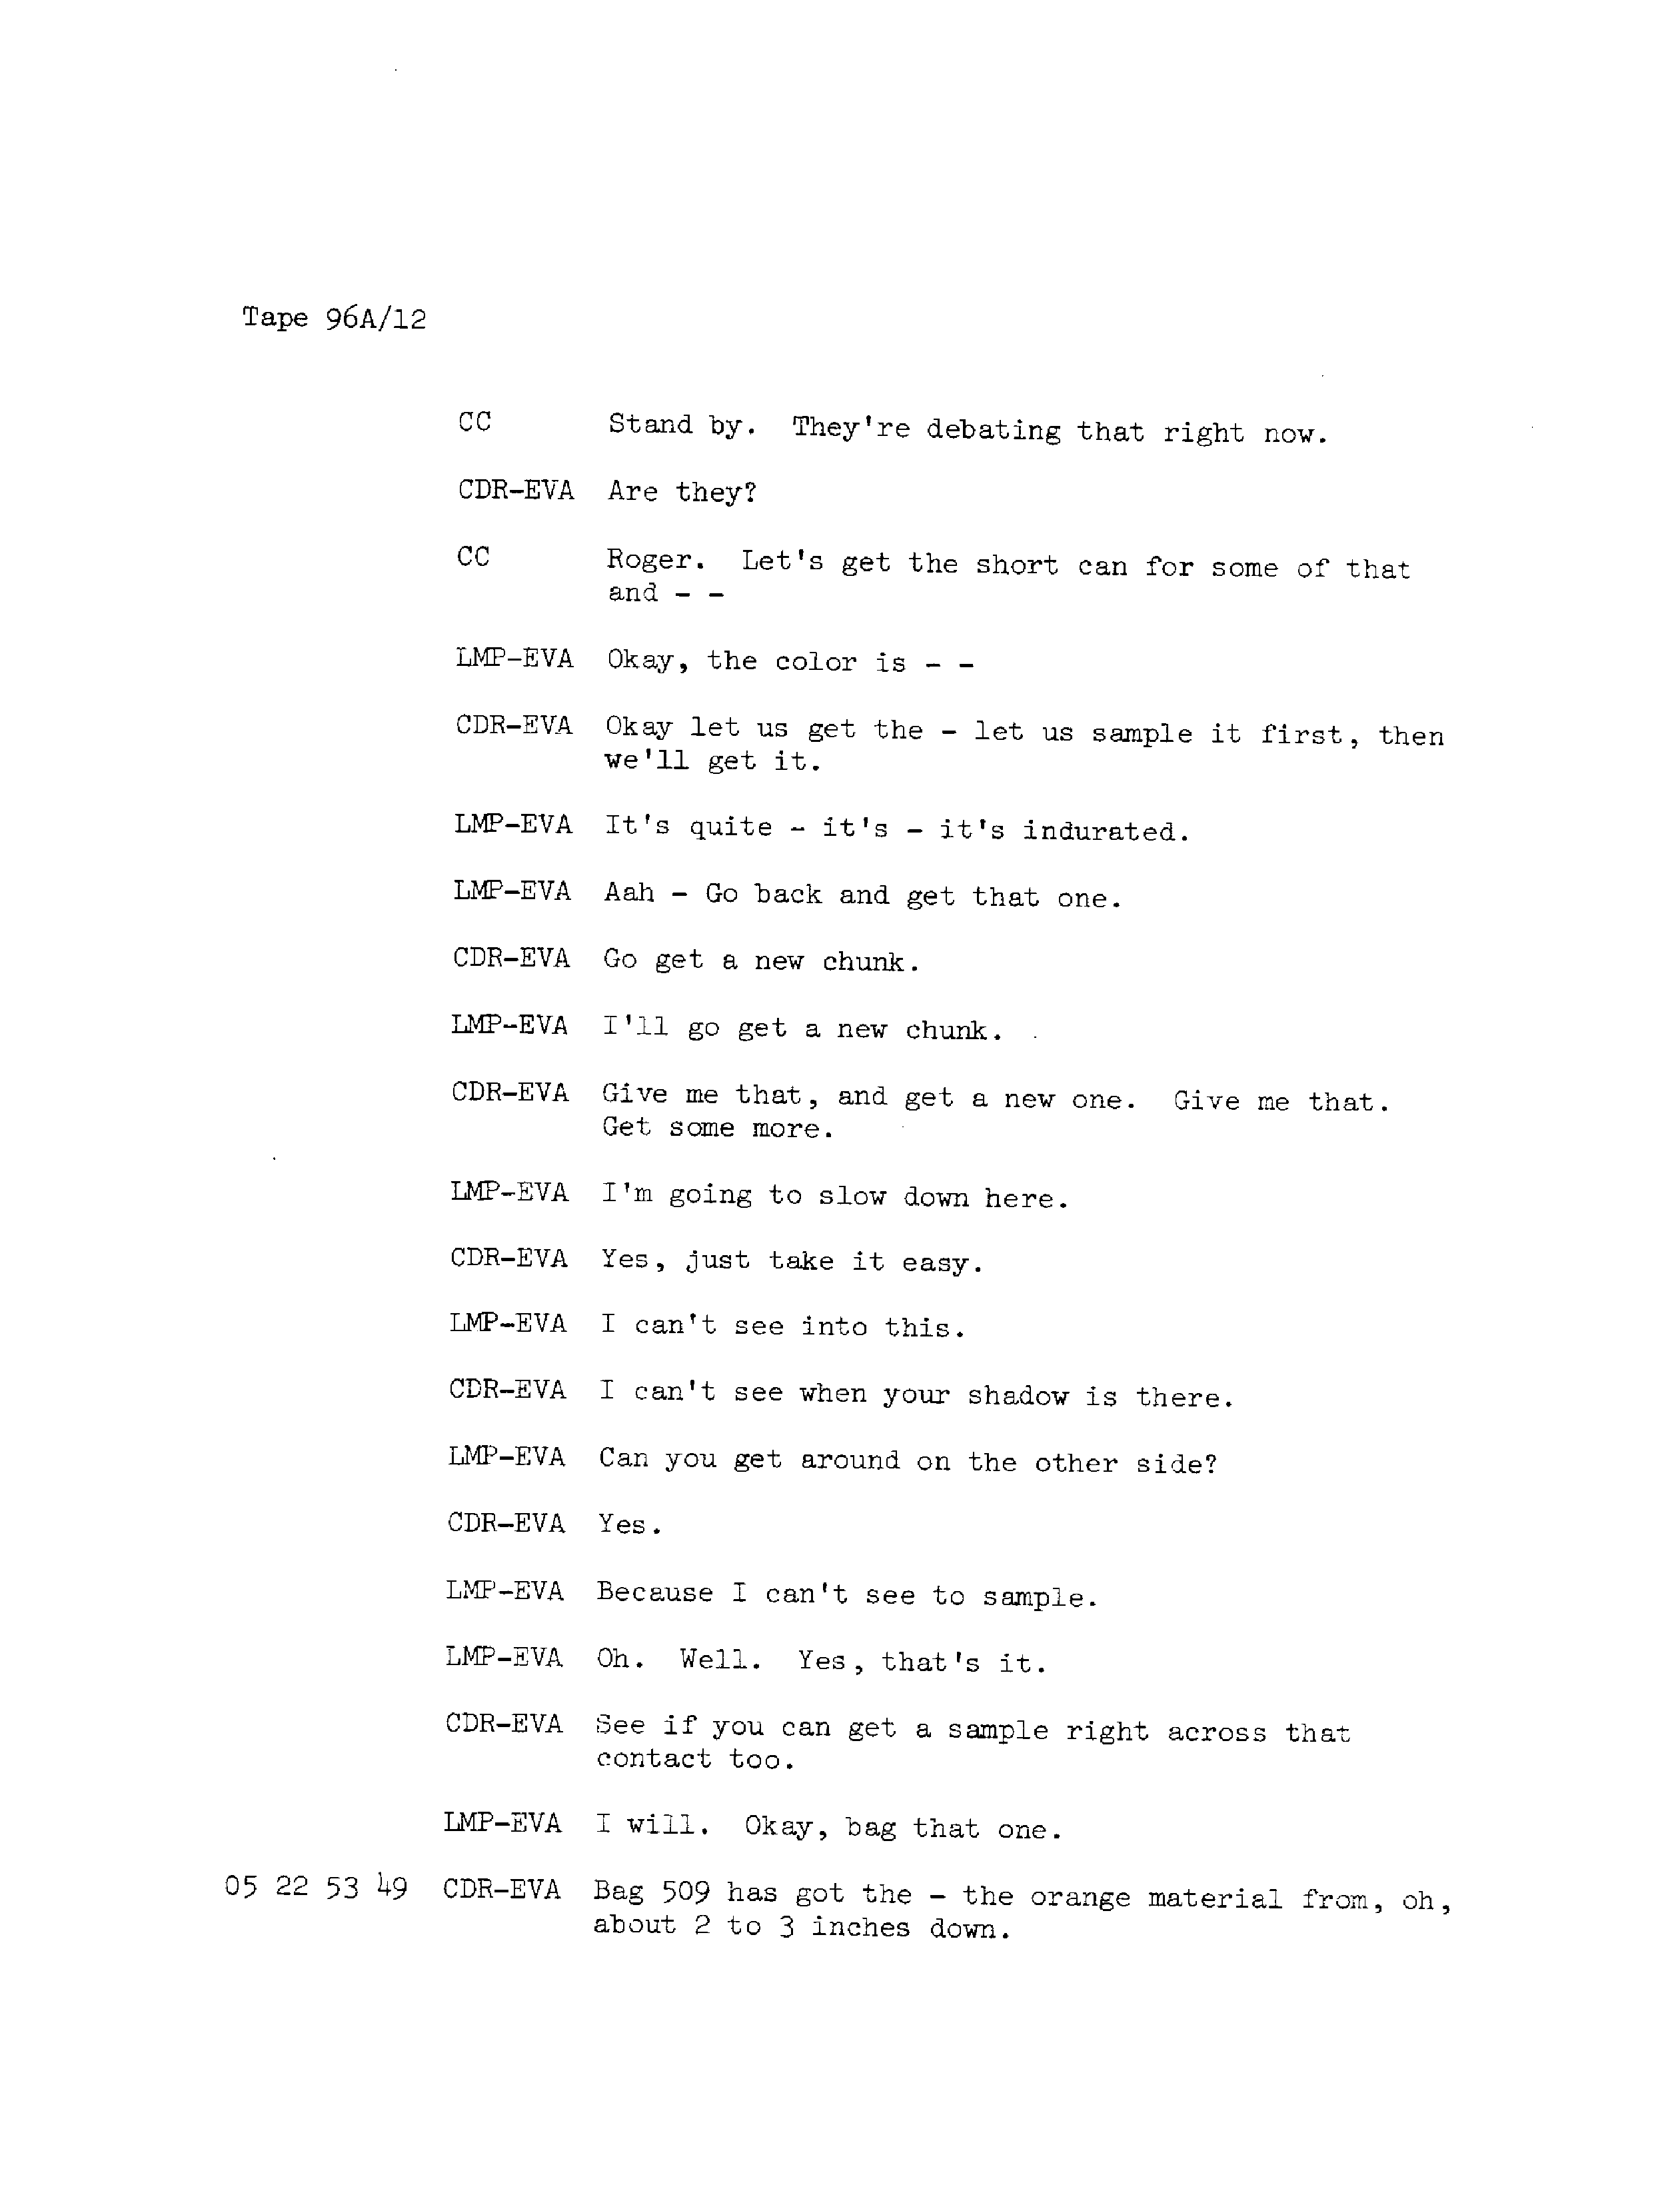 Tape 96A/12
CC Stand by. They're debating that right now.
CDR-EVA Are they?
CC Roger. Let's get the short can for some of that
and - -
LMP-EVA Okay, the color is - -
CDR-EVA Okay let us get the - let us sample it first, then
we'll get it.
LMP-EVA It's quite - it's - it's indurated.
LMP-EVA Aah - Go back and get that one.
CDR-EVA Go get a new chunk.
LMP-EVA I'll go get a new chunk.
CDR-EVA Give me that, and get a new one. Give me that.
Get some more.
LMP-EVA I'm going to slow down here.
CDR-EVA Yes, just take it easy.
LMP-EVA I can't see into this.
CDR-EVA I can't see when your shadow is there.
LMP-EVA Can you get around on the other side?
CDR-EVA Yes.
LMP-EVA Because I can't see to sample.
LMP-EVA Oh. Well. Yes, that's it.
CDR-EVA See if you can get a sample right across that
contact too.
LMP-EVA I will. Okay, bag that one.
05 22 53 49 CDR-EVA Bag 509 has got the - the orange material from, oh,
about 2 to 3 inches down.